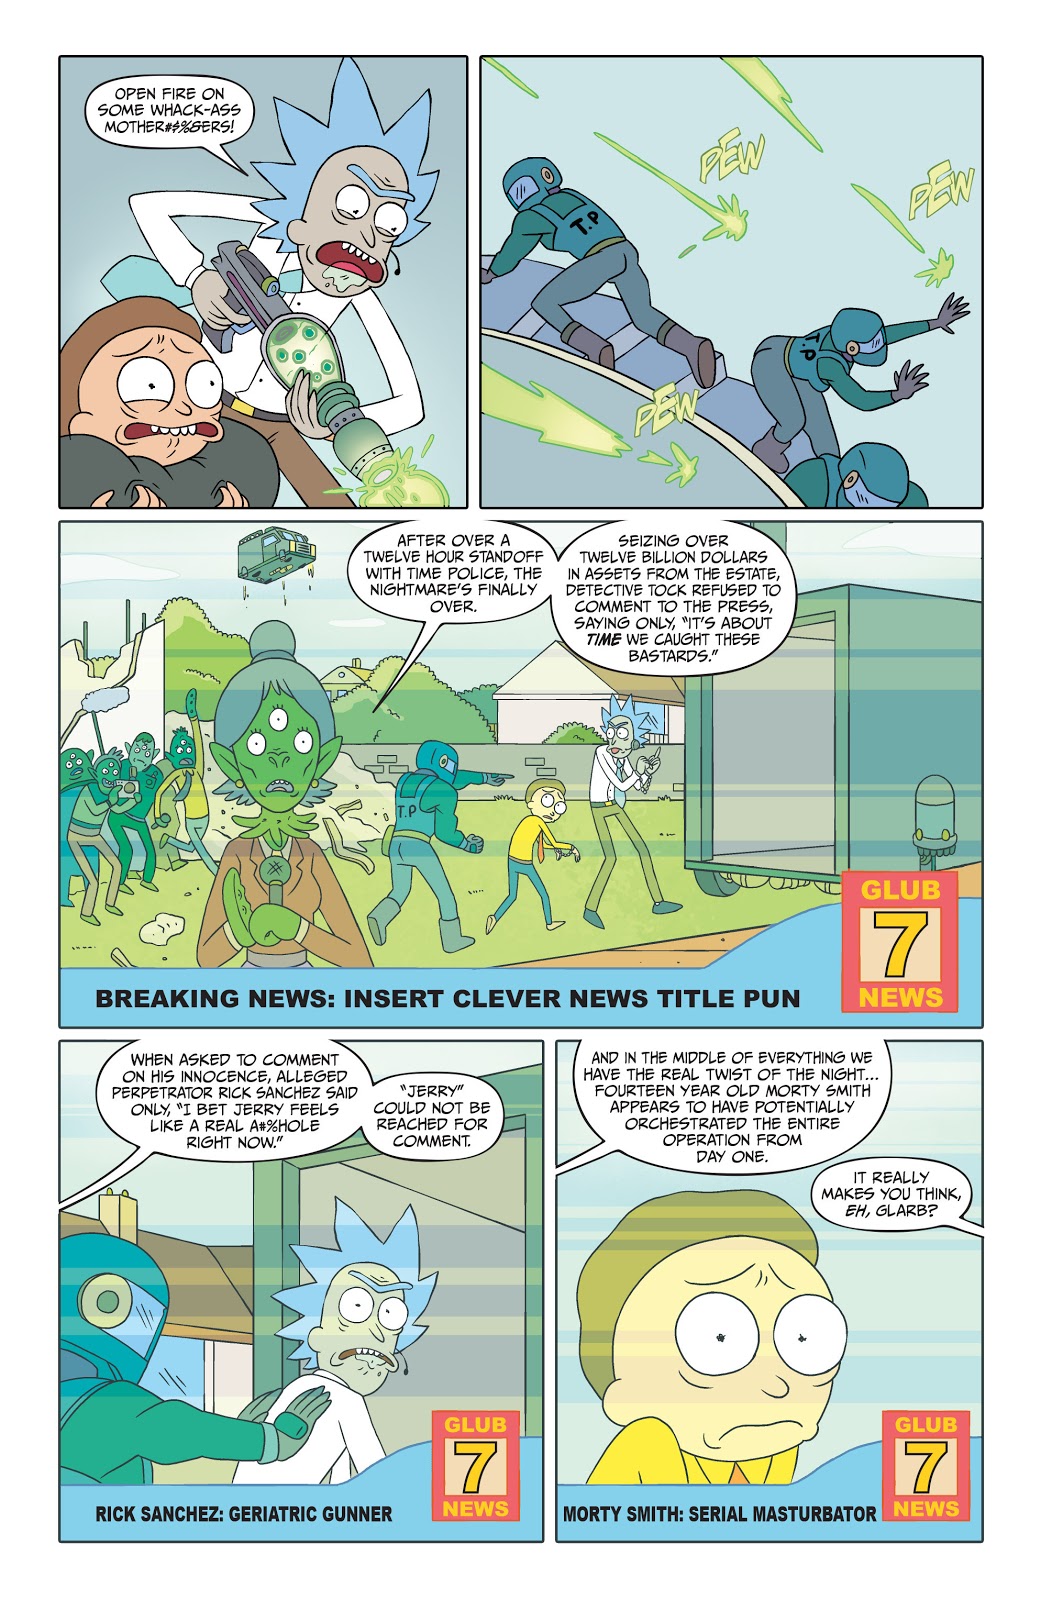 OPEN FIRE ON
SOME WHACK-ASS
MOTHER#$%&ERS!
PEW
PEW
PEW
T.P
T.P
AFTER OVER A
TWELVE HOUR STANDOFF
WITH TIME POLICE, THE
NIGHTMARE'S FINALLY
OVER.
SEIZING OVER
TWELVE BILLION DOLLARS
IN ASSETS FROM THE ESTATE,
DETECTIVE TOCK REFUSED TO
COMMENT TO THE PRESS,
SAYING ONLY, "IT'S ABOUT
TIME WE CAUGHT THESE
BASTARDS."
T.P
GLUB
7
NEWS
BREAKING NEWS: INSERT CLEVER NEWS TITLE PUN
WHEN ASKED TO COMMENT
ON HIS INNOCENCE, ALLEGED
PERPETRATOR RICK SANCHEZ SAID
ONLY, "I BET JERRY FEELS
LIKE A REAL A#%HOLE
RIGHT NOW."
"JERRY"
COULD NOT BE
REACHED FOR
COMMENT.
GLUB
7
NEWS
RICK SANCHEZ: GERIATRIC GUNNER
AND IN THE MIDDLE OF EVERYTHING WE
HAVE THE REAL TWIST OF THE NIGHT...
FOURTEEN YEAR OLD MORTY SMITH
APPEARS TO HAVE POTENTIALLY
ORCHESTRATED THE ENTIRE
OPERATION FROM
DAY ONE.
IT REALLY
MAKES YOU THINK,
EH, GLARB?
GLUB
7
NEWS
MORTY SMITH: SERIAL MASTURBATOR